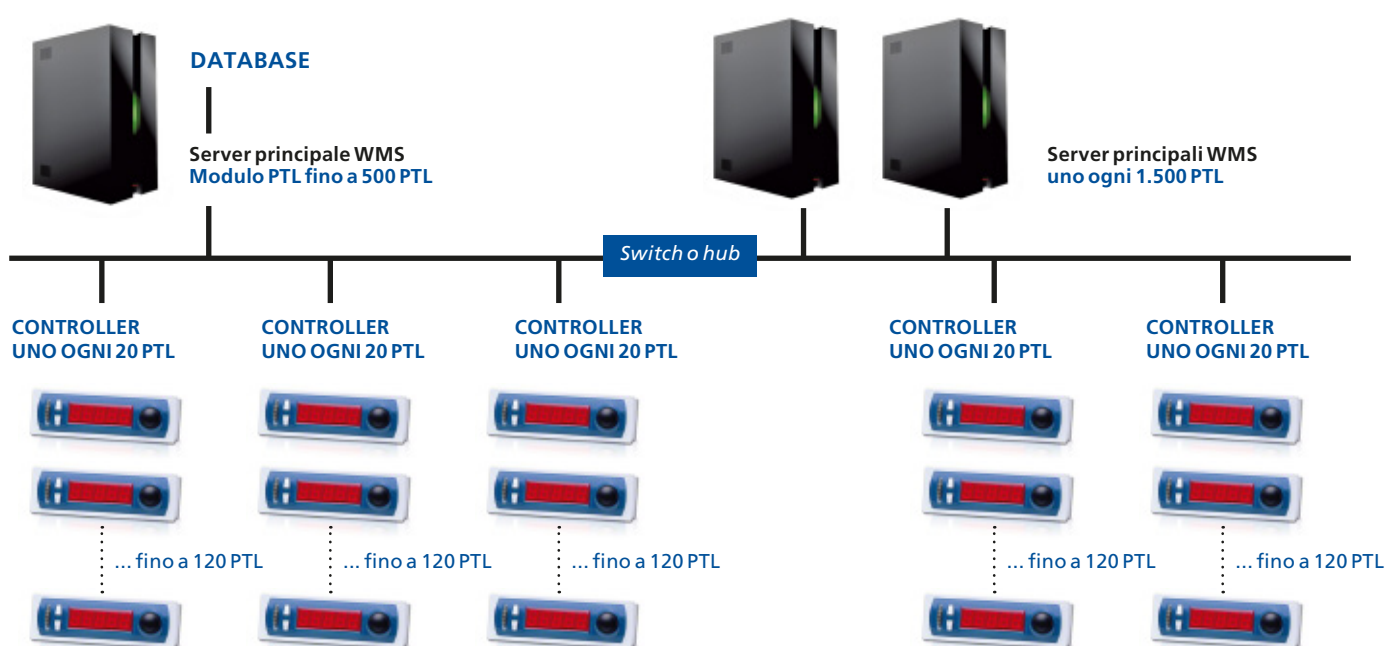 DATABASE
Server principale WMS
Modulo PTL fino a 500 PTL
Server principali WMS
uno ogni 1.500 PTL
Switch o hub
CONTROLLER
UNO OGNI 20 PTL
CONTROLLER
UNO OGNI 20 PTL
CONTROLLER
UNO OGNI 20 PTL
CONTROLLER
UNO OGNI 20 PTL
CONTROLLER
UNO OGNI 20 PTL
... fino a 120 PTL
... fino a 120 PTL
... fino a 120 PTL
... fino a 120 PTL
... fino a 120 PTL